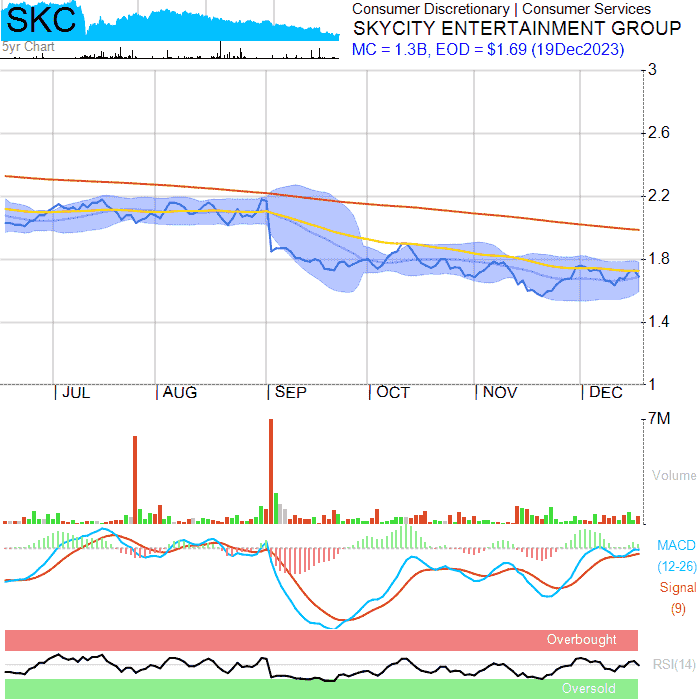 SKC
5yr Chart
Consumer Discretionary | Consumer Services
SKYCITY ENTERTAINMENT GROUP
MC = 1.3B, EOD = $1.69 (19Dec2023)
3
2.6
2.2
1.8
1.4
1
JUL AUG SEP OCT NOV DEC
7M
Volume
MACD
(12-26)
Signal
(9)
Overbought
RSI(14)
Oversold